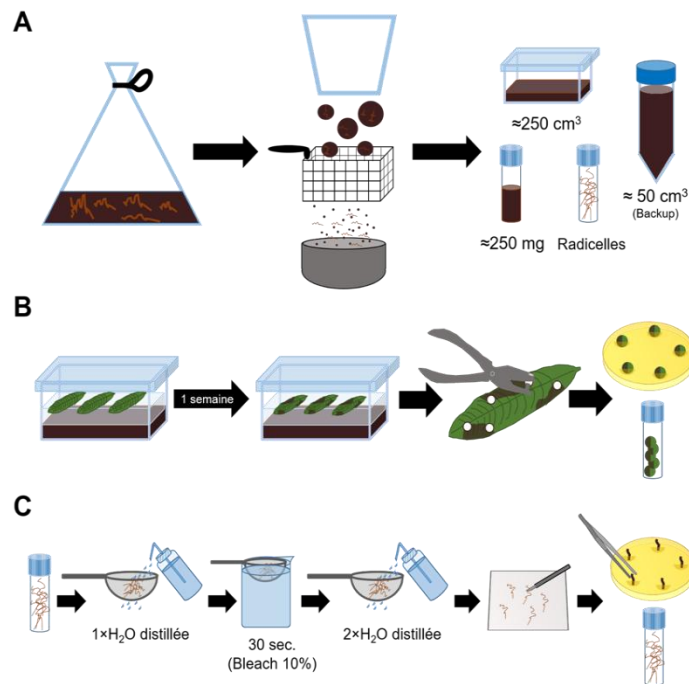 A
≈250 cm³
≈250 mg
Radicelles
≈ 50 cm³
(Backup)
B
1 semaine
C
1×H₂O distillée
30 sec.
(Bleach 10%)
2×H₂O distillée